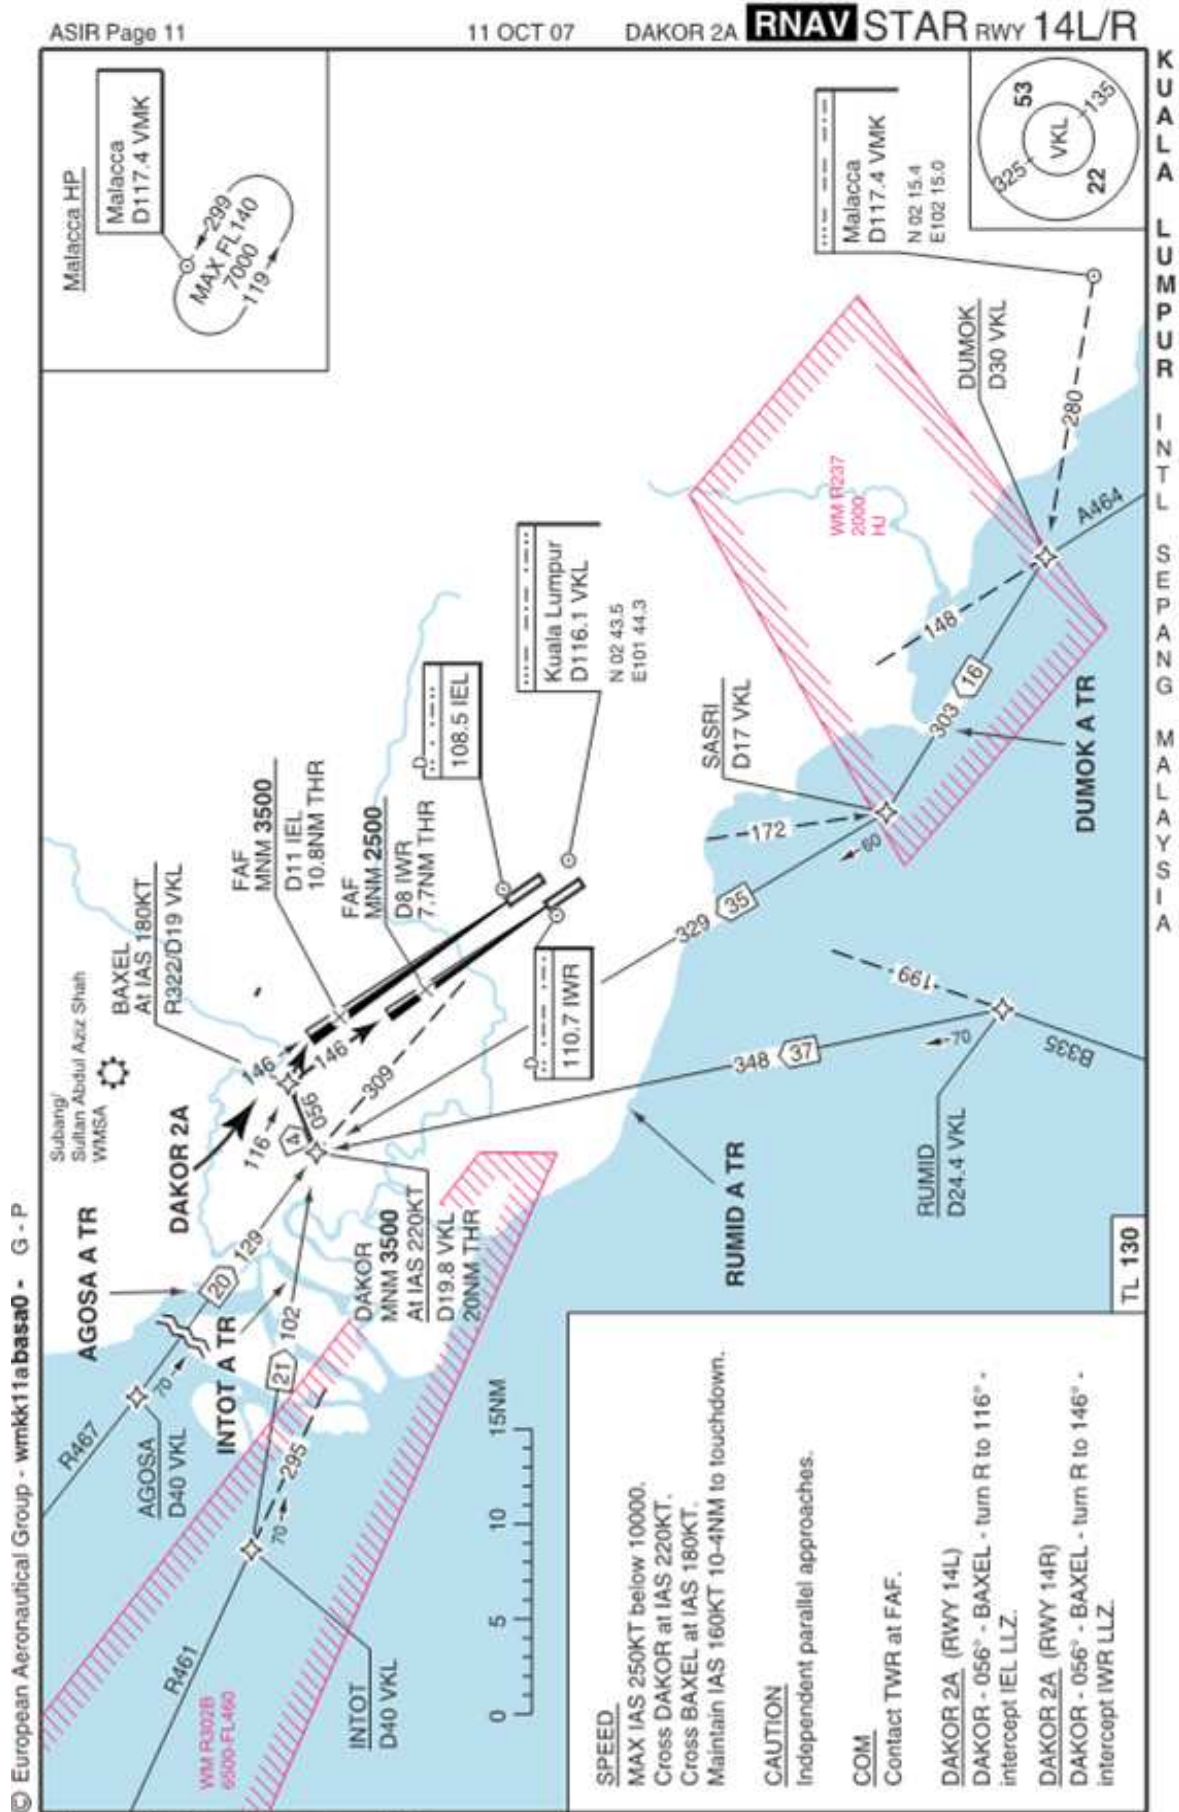 ASIR Page 11
11 OCT 07
DAKOR 2A RNAV STAR RWY 14L/R
KUALA LUMPUR INTL SEPANG MALAYSIA
© European Aeronautical Group - wmkk11abasa0 - G - P
Malacca HP
Malacca
D117.4 VMK
299
MAX FL140
7000
119
53
325
VKL
135
22
Malacca
D117.4 VMK
N 02 15.4
E102 15.0
DUMOK
D30 VKL
280
A464
WM R237
2000
HJ
148
16
303
DUMOK A TR
SASRI
D17 VKL
172
60
Kuala Lumpur
D116.1 VKL
N 02 43.5
E101 44.3
D
108.5 IEL
FAF
MNM 3500
D11 IEL
10.8NM THR
FAF
MNM 2500
D8 IWR
7.7NM THR
BAXEL
At IAS 180KT
R322/D19 VKL
Subang/
Sultan Abdul Aziz Shah
WMSA
D
110.7 IWR
35
329
199
37
348
70
B335
RUMID
D24.4 VKL
RUMID A TR
146
146
309
056
4
116
DAKOR 2A
DAKOR
MNM 3500
At IAS 220KT
D19.8 VKL
20NM THR
AGOSA A TR
129
20
70
R467
AGOSA
D40 VKL
INTOT A TR
102
21
295
70
R461
INTOT
D40 VKL
WM R302B
6500-FL460
0 5 10 15NM
TL 130
SPEED
MAX IAS 250KT below 10000.
Cross DAKOR at IAS 220KT.
Cross BAXEL at IAS 180KT.
Maintain IAS 160KT 10-4NM to touchdown.
CAUTION
Independent parallel approaches.
COM
Contact TWR at FAF.
DAKOR 2A (RWY 14L)
DAKOR - 056° - BAXEL - turn R to 116° -
intercept IEL LLZ.
DAKOR 2A (RWY 14R)
DAKOR - 056° - BAXEL - turn R to 146° -
intercept IWR LLZ.